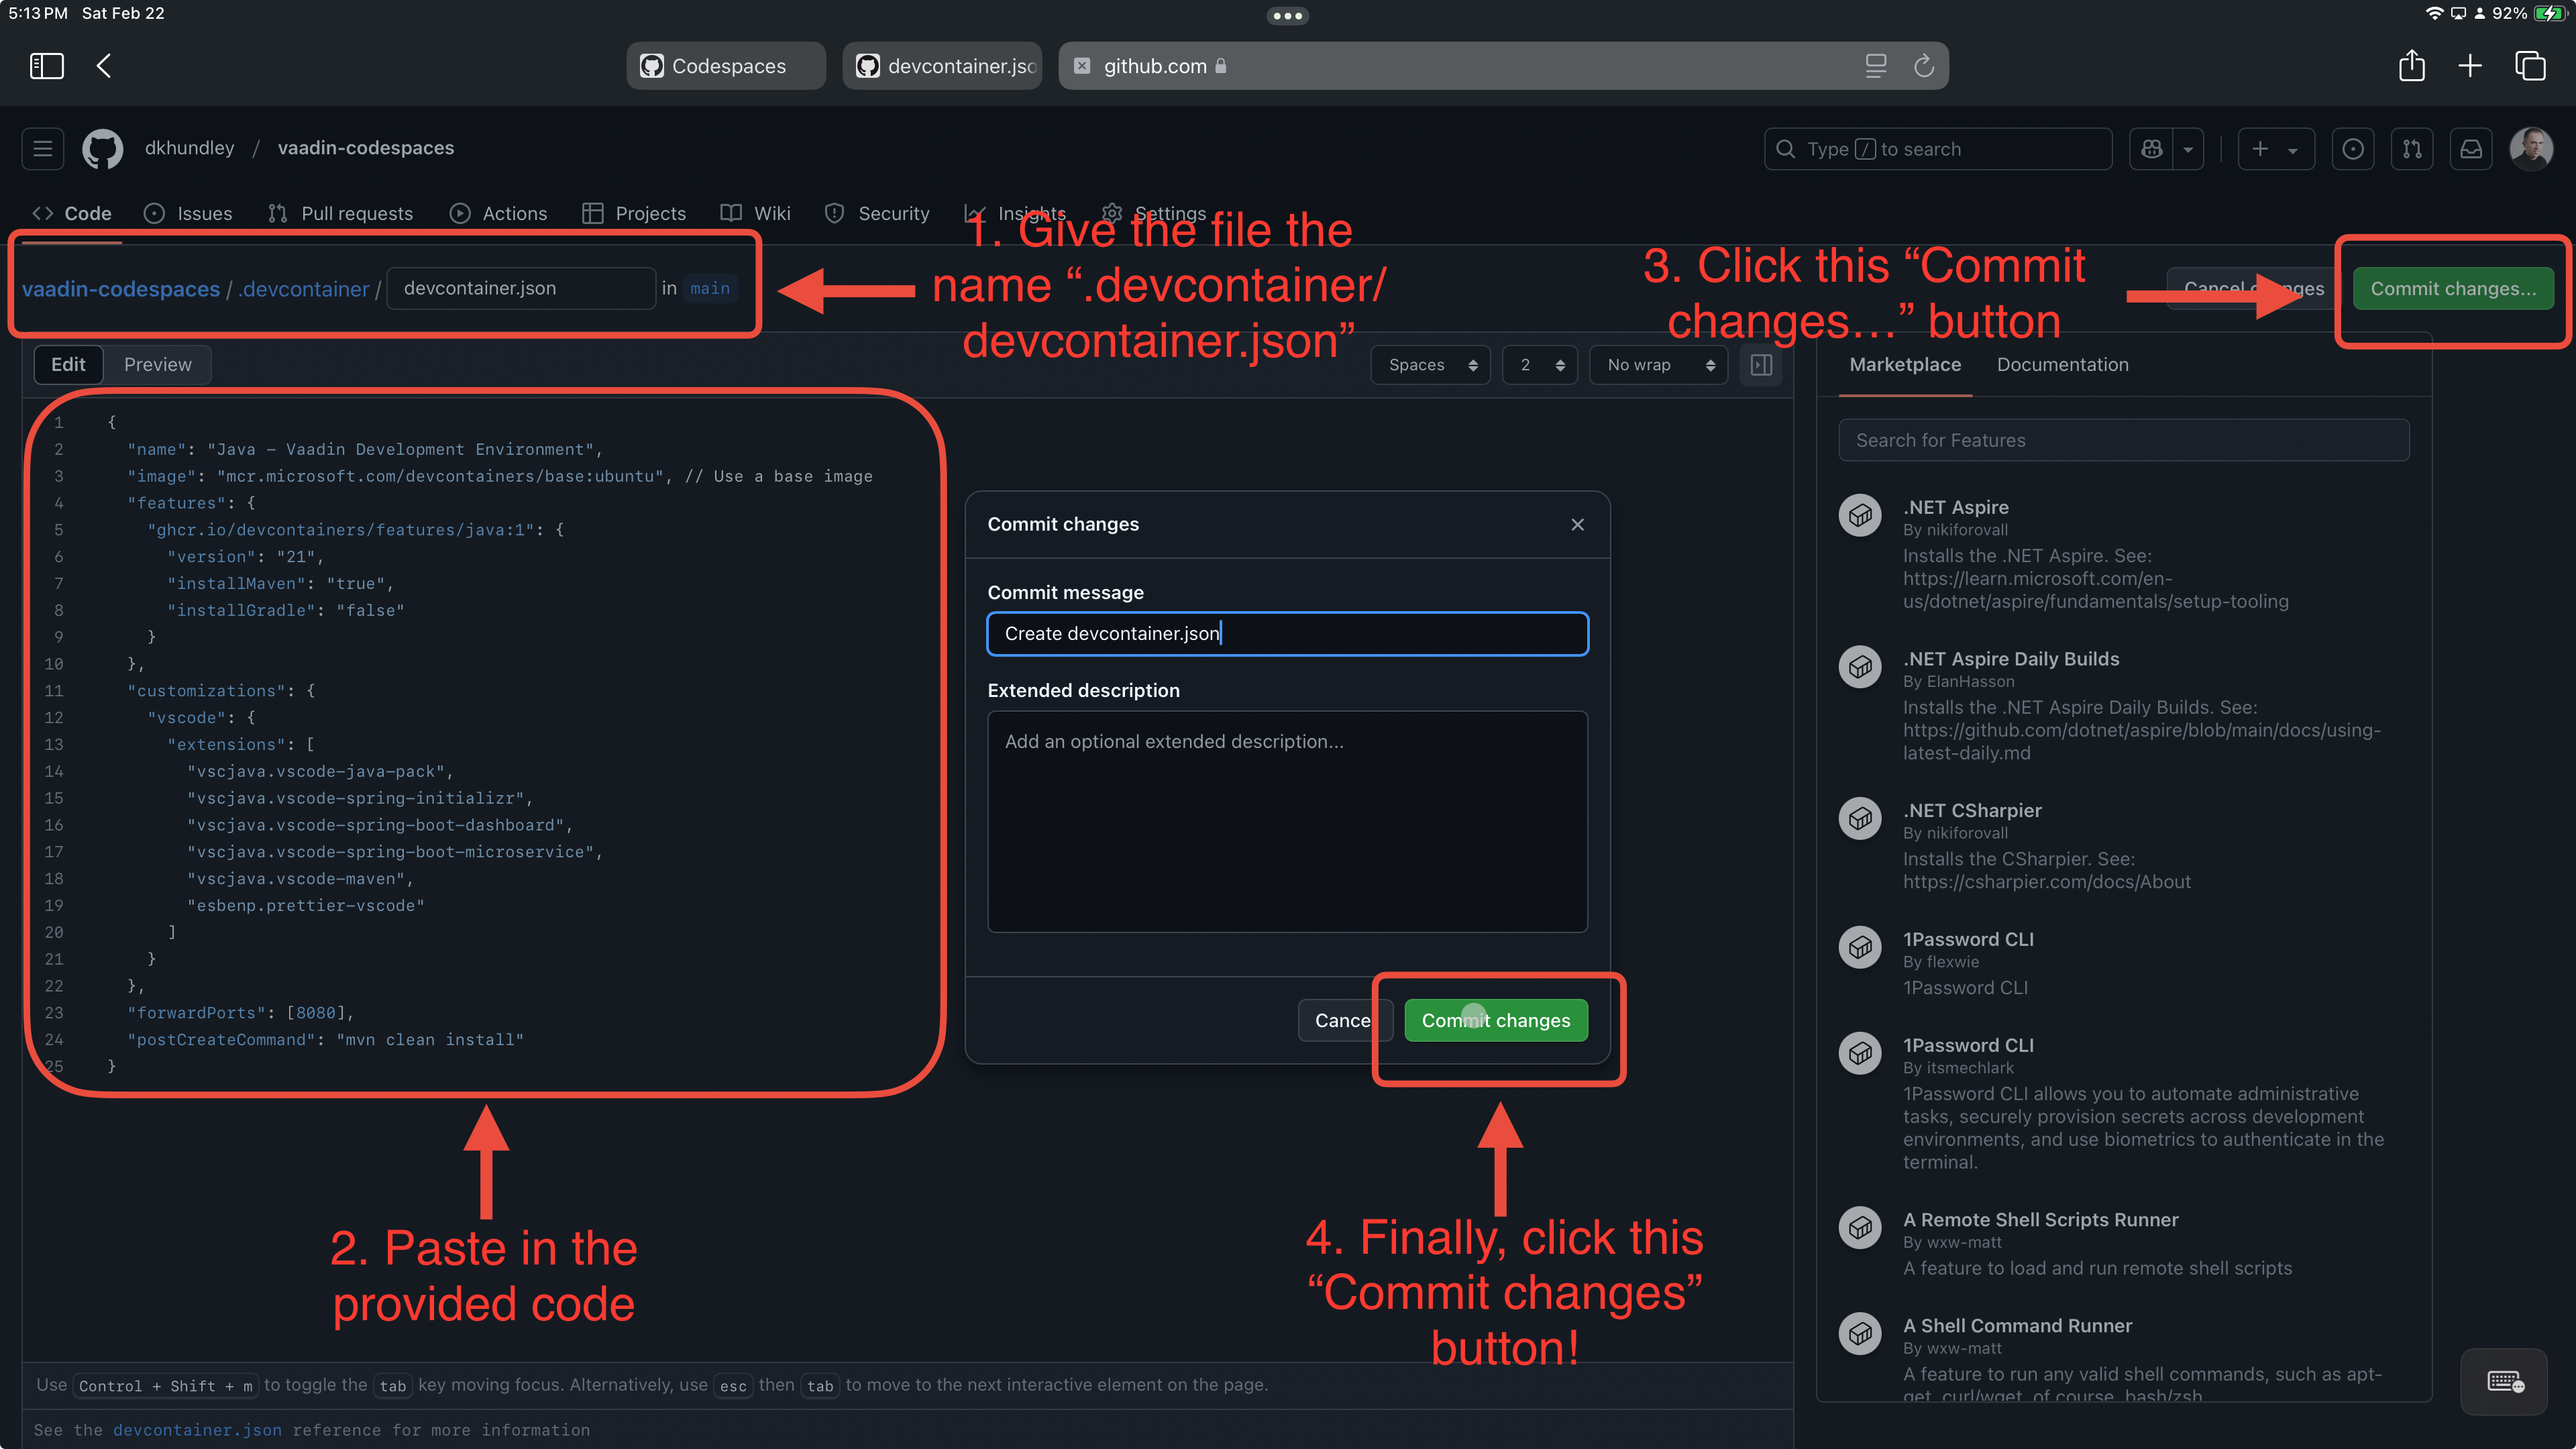 5:13 PM Sat Feb 22
92%
Codespaces
devcontainer.jso
github.com
dkhundley / vaadin-codespaces
Type / to search
Code
Issues
Pull requests
Actions
Projects
Wiki
Security
Insights
Settings
1. Give the file the
name “.devcontainer/
devcontainer.json”
3. Click this “Commit
changes…” button
vaadin-codespaces / .devcontainer / devcontainer.json in main
Cancel changes
Commit changes...
Edit
Preview
Spaces
2
No wrap
Marketplace
Documentation
1 {
2 "name": "Java - Vaadin Development Environment",
3 "image": "mcr.microsoft.com/devcontainers/base:ubuntu", // Use a base image
4 "features": {
5 "ghcr.io/devcontainers/features/java:1": {
6 "version": "21",
7 "installMaven": "true",
8 "installGradle": "false"
9 }
10 },
11 "customizations": {
12 "vscode": {
13 "extensions": [
14 "vscjava.vscode-java-pack",
15 "vscjava.vscode-spring-initializr",
16 "vscjava.vscode-spring-boot-dashboard",
17 "vscjava.vscode-spring-boot-microservice",
18 "vscjava.vscode-maven",
19 "esbenp.prettier-vscode"
20 ]
21 }
22 },
23 "forwardPorts": [8080],
24 "postCreateCommand": "mvn clean install"
25 }
Commit changes
Commit message
Create devcontainer.json
Extended description
Add an optional extended description...
Cance
Commit changes
2. Paste in the
provided code
4. Finally, click this
“Commit changes”
button!
Search for Features
.NET Aspire
By nikiforovall
Installs the .NET Aspire. See:
https://learn.microsoft.com/en-
us/dotnet/aspire/fundamentals/setup-tooling
.NET Aspire Daily Builds
By ElanHasson
Installs the .NET Aspire Daily Builds. See:
https://github.com/dotnet/aspire/blob/main/docs/using-
latest-daily.md
.NET CSharpier
By nikiforovall
Installs the CSharpier. See:
https://csharpier.com/docs/About
1Password CLI
By flexwie
1Password CLI
1Password CLI
By itsmechlark
1Password CLI allows you to automate administrative
tasks, securely provision secrets across development
environments, and use biometrics to authenticate in the
terminal.
A Remote Shell Scripts Runner
By wxw-matt
A feature to load and run remote shell scripts
A Shell Command Runner
By wxw-matt
A feature to run any valid shell commands, such as apt-
get, curl/wget, of course, bash/zsh
Use Control + Shift + m to toggle the tab key moving focus. Alternatively, use esc then tab to move to the next interactive element on the page.
See the devcontainer.json reference for more information